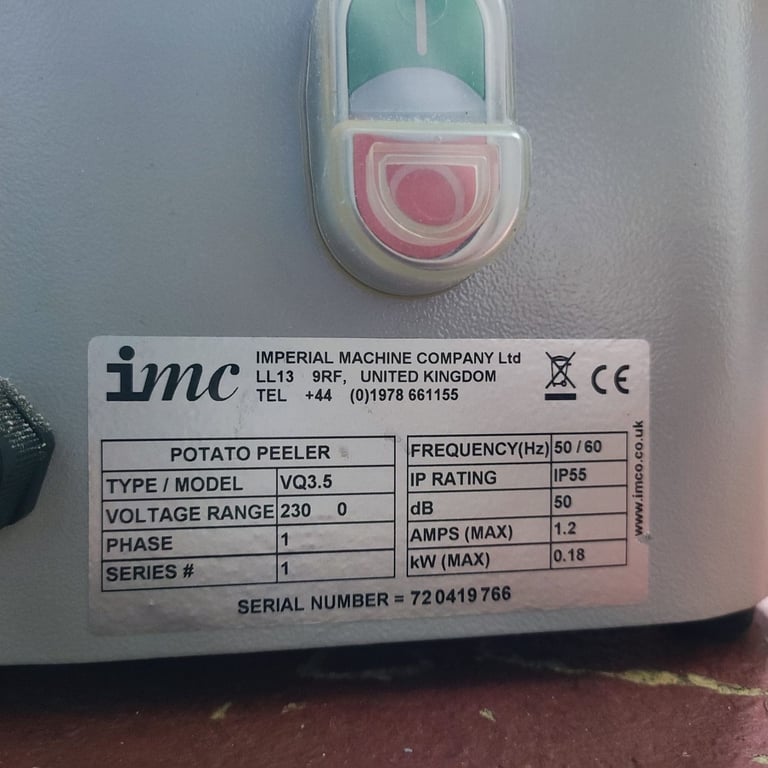 imc
IMPERIAL MACHINE COMPANY Ltd
LL13 9RF, UNITED KINGDOM
TEL +44 (0)1978 661155
CE
POTATO PEELER
TYPE / MODEL VQ3.5
VOLTAGE RANGE 230 0
PHASE 1
SERIES # 1
FREQUENCY(Hz) 50 / 60
IP RATING IP55
dB 50
AMPS (MAX) 1.2
kW (MAX) 0.18
www.imco.co.uk
SERIAL NUMBER = 720419766